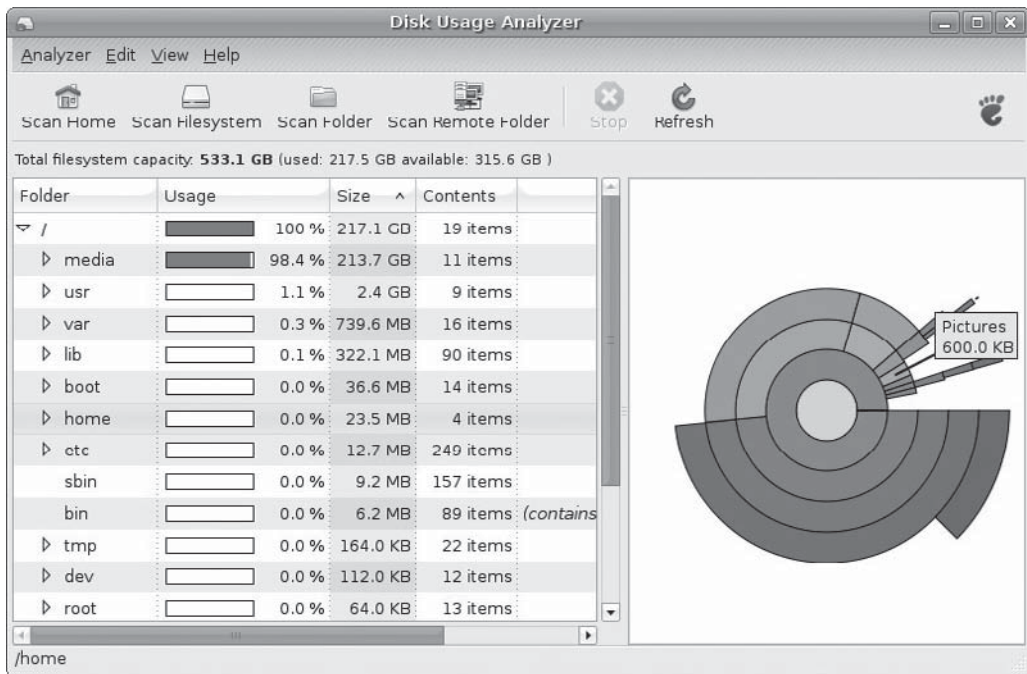 Disk Usage Analyzer
Analyzer Edit View Help
Scan Home Scan Filesystem Scan Folder Scan Remote Folder Stop Refresh
Total filesystem capacity: 533.1 GB (used: 217.5 GB available: 315.6 GB )
Folder Usage Size Contents
/ 100 % 217.1 GB 19 items
media 98.4 % 213.7 GB 11 items
usr 1.1 % 2.4 GB 9 items
var 0.3 % 739.6 MB 16 items
lib 0.1 % 322.1 MB 90 items
boot 0.0 % 36.6 MB 14 items
home 0.0 % 23.5 MB 4 items
etc 0.0 % 12.7 MB 249 items
sbin 0.0 % 9.2 MB 157 items
bin 0.0 % 6.2 MB 89 items (contains
tmp 0.0 % 164.0 KB 22 items
dev 0.0 % 112.0 KB 12 items
root 0.0 % 64.0 KB 13 items
Pictures
600.0 KB
/home